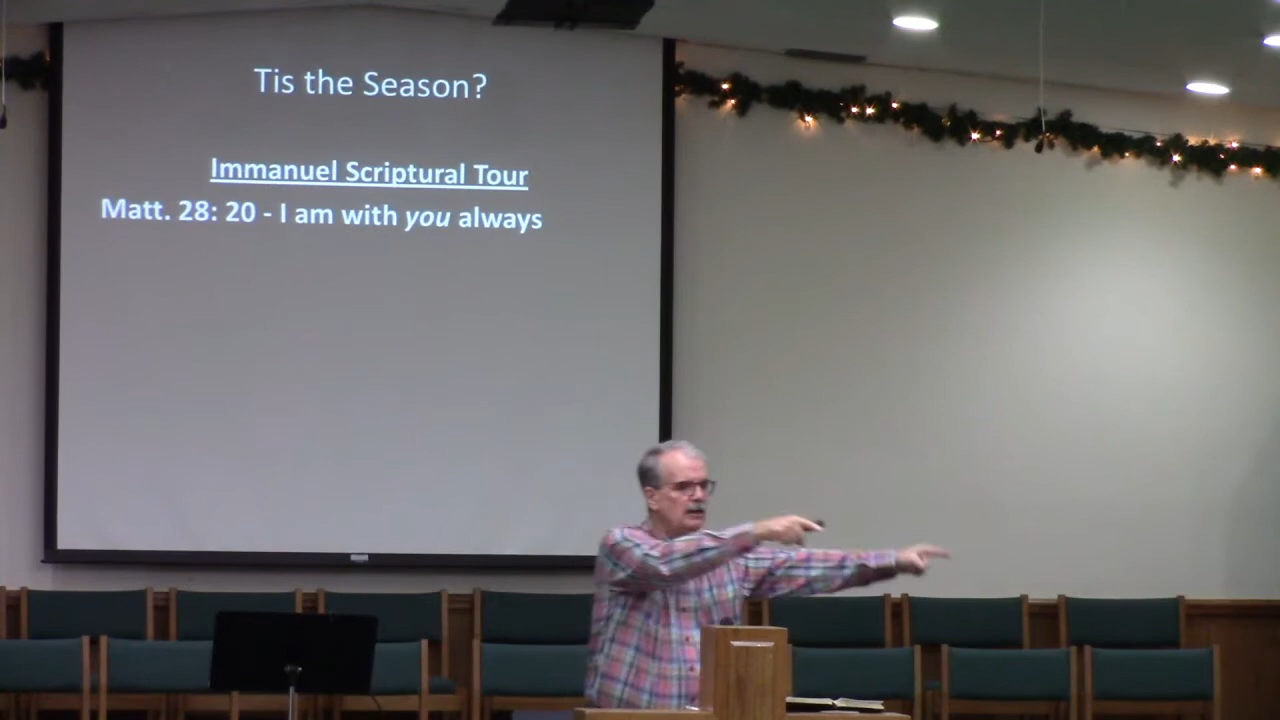 Tis the Season?
Immanuel Scriptural Tour
Matt. 28: 20 - I am with you always